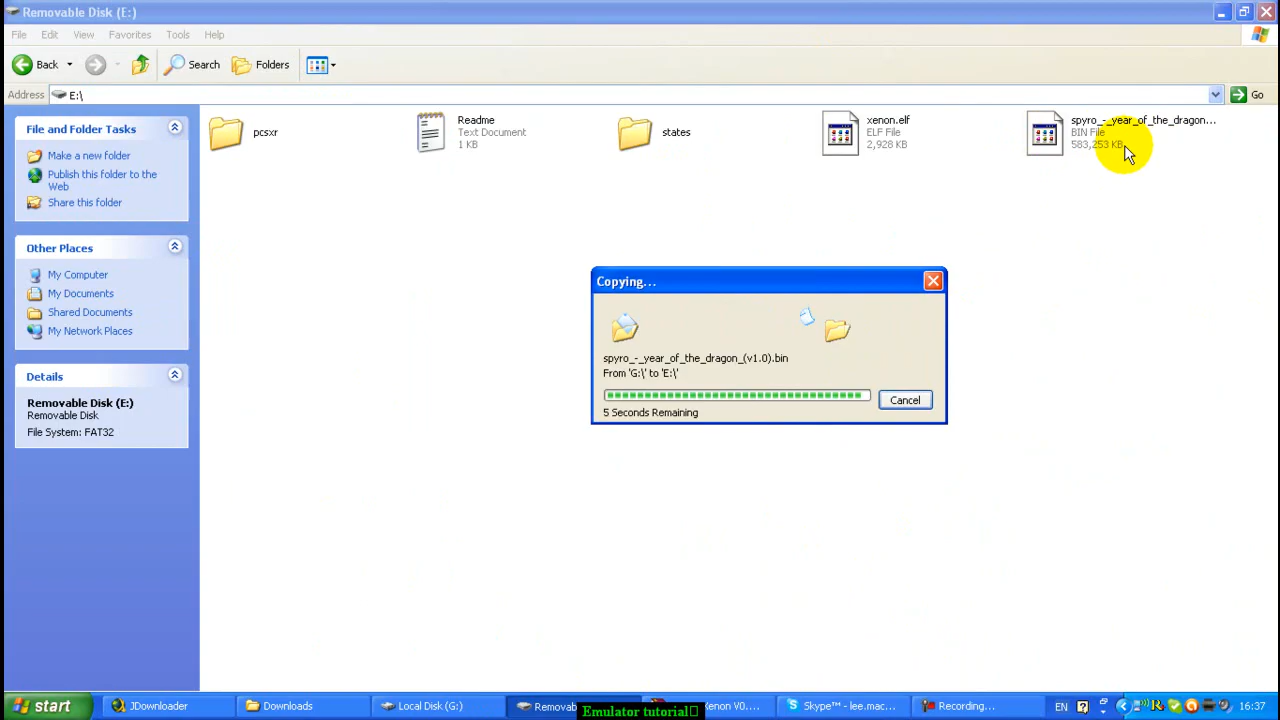 Removable Disk (E:)
File Edit View Favorites Tools Help
Back Search Folders
Address E:\ Go
File and Folder Tasks
Make a new folder
Publish this folder to the
Web
Share this folder
Other Places
My Computer
My Documents
Shared Documents
My Network Places
Details
Removable Disk (E:)
Removable Disk
File System: FAT32
pcsxr
Readme
Text Document
1 KB
states
xenon.elf
ELF File
2,928 KB
spyro_-_year_of_the_dragon...
BIN File
583,253 KB
Copying...
spyro_-_year_of_the_dragon_(v1.0).bin
From 'G:\' to 'E:\'
Cancel
5 Seconds Remaining
start JDownloader Downloads Local Disk (G:) Removab Xenon V0.... Skype™ - lee.mac... Recording... EN 16:37
Emulator tutorial